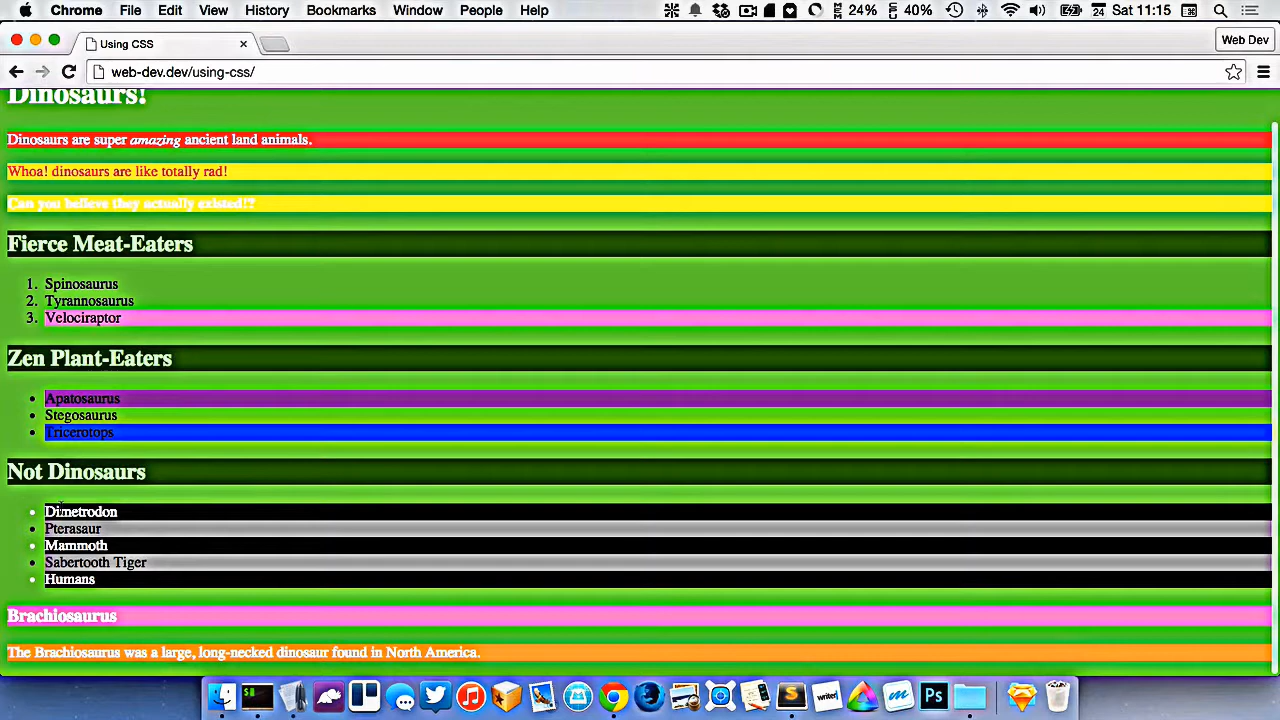 Chrome File Edit View History Bookmarks Window People Help 24% 40% 24 Sat 11:15
Using CSS
Web Dev
web-dev.dev/using-css/
Dinosaurs!
Dinosaurs are super amazing ancient land animals.
Whoa! dinosaurs are like totally rad!
Can you believe they actually existed!?
Fierce Meat-Eaters
1. Spinosaurus
2. Tyrannosaurus
3. Velociraptor
Zen Plant-Eaters
• Apatosaurus
• Stegosaurus
• Tricerotops
Not Dinosaurs
• Dimetrodon
• Pterasaur
• Mammoth
• Sabertooth Tiger
• Humans
Brachiosaurus
The Brachiosaurus was a large, long-necked dinosaur found in North America.
writer
Ps